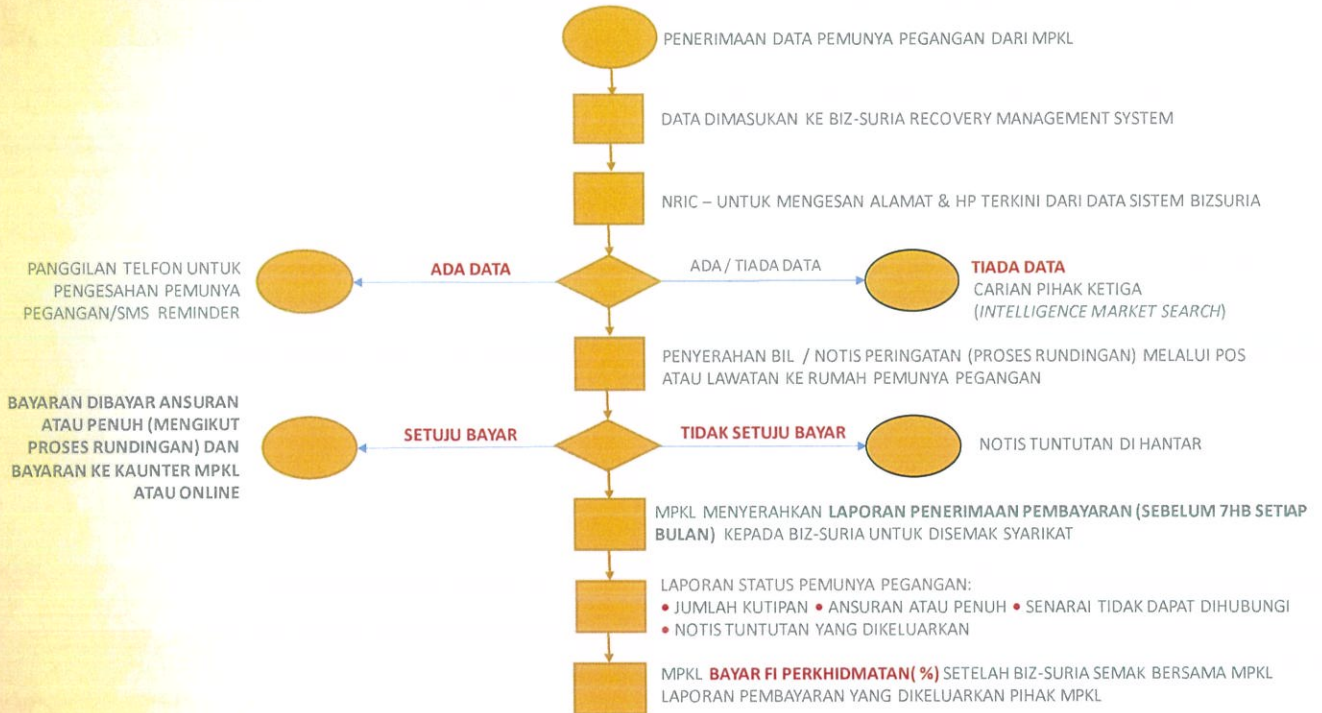 PENERIMAAN DATA PEMUNYA PEGANGAN DARI MPKL
DATA DIMASUKAN KE BIZ-SURIA RECOVERY MANAGEMENT SYSTEM
NRIC – UNTUK MENGESAN ALAMAT & HP TERKINI DARI DATA SISTEM BIZSURIA
PANGGILAN TELFON UNTUK
PENGESAHAN PEMUNYA
PEGANGAN/SMS REMINDER
ADA DATA
ADA / TIADA DATA
TIADA DATA
CARIAN PIHAK KETIGA
(INTELLIGENCE MARKET SEARCH)
PENYERAHAN BIL / NOTIS PERINGATAN (PROSES RUNDINGAN) MELALUI POS
ATAU LAWATAN KE RUMAH PEMUNYA PEGANGAN
BAYARAN DIBAYAR ANSURAN
ATAU PENUH (MENGIKUT
PROSES RUNDINGAN) DAN
BAYARAN KE KAUNTER MPKL
ATAU ONLINE
SETUJU BAYAR
TIDAK SETUJU BAYAR
NOTIS TUNTUTAN DI HANTAR
MPKL MENYERAHKAN LAPORAN PENERIMAAN PEMBAYARAN (SEBELUM 7HB SETIAP
BULAN) KEPADA BIZ-SURIA UNTUK DISEMAK SYARIKAT
LAPORAN STATUS PEMUNYA PEGANGAN:
• JUMLAH KUTIPAN • ANSURAN ATAU PENUH • SENARAI TIDAK DAPAT DIHUBUNGI
• NOTIS TUNTUTAN YANG DIKELUARKAN
MPKL BAYAR FI PERKHIDMATAN( %) SETELAH BIZ-SURIA SEMAK BERSAMA MPKL
LAPORAN PEMBAYARAN YANG DIKELUARKAN PIHAK MPKL